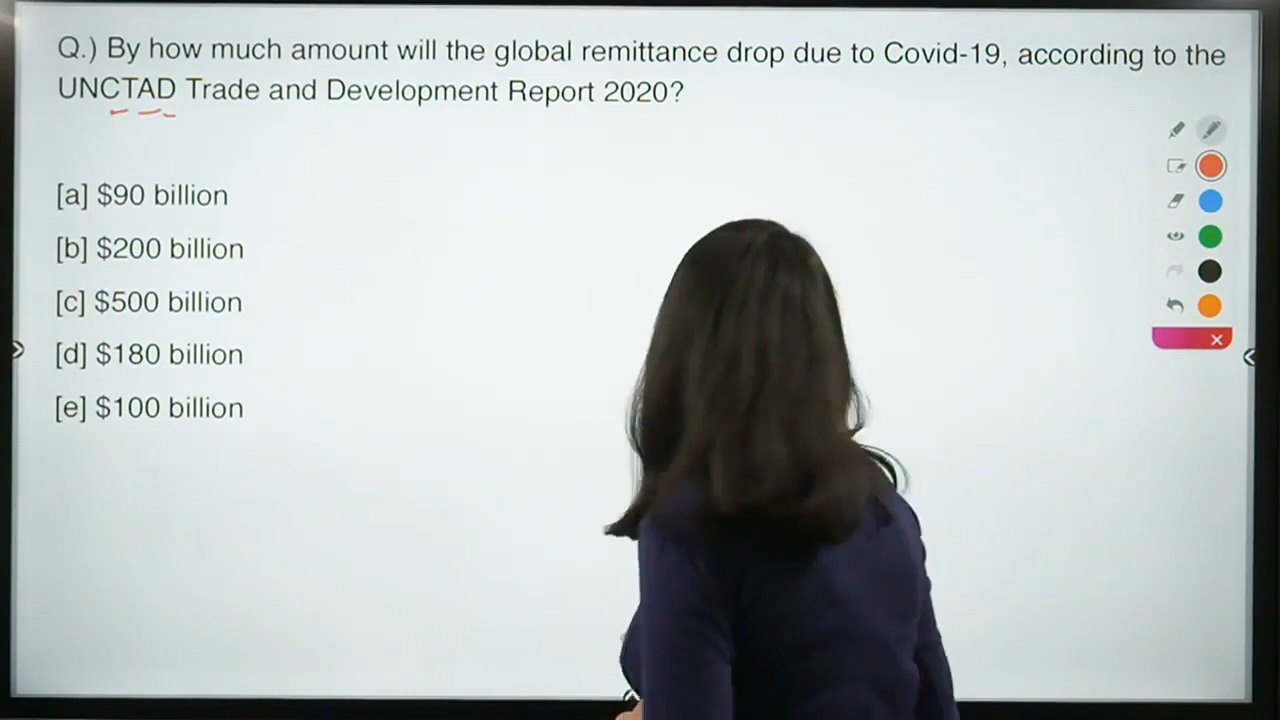 Q.) By how much amount will the global remittance drop due to Covid-19, according to the
UNCTAD Trade and Development Report 2020?
[a] $90 billion
[b] $200 billion
[c] $500 billion
[d] $180 billion
[e] $100 billion